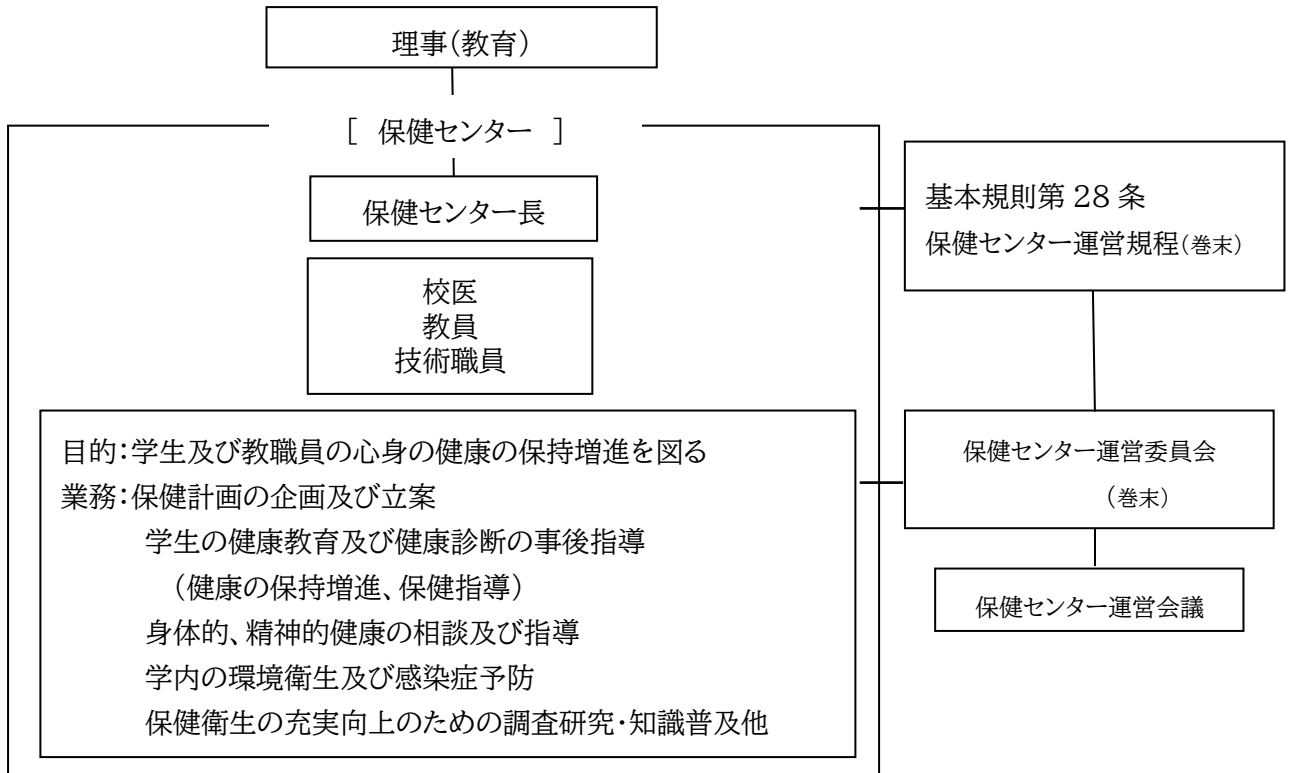 理事(教育)
[ 保健センター ]
保健センター長
校医
教員
技術職員
目的:学生及び教職員の心身の健康の保持増進を図る
業務:保健計画の企画及び立案
学生の健康教育及び健康診断の事後指導
(健康の保持増進、保健指導)
身体的、精神的健康の相談及び指導
学内の環境衛生及び感染症予防
保健衛生の充実向上のための調査研究・知識普及他
基本規則第 28 条
保健センター運営規程(巻末)
保健センター運営委員会
(巻末)
保健センター運営会議